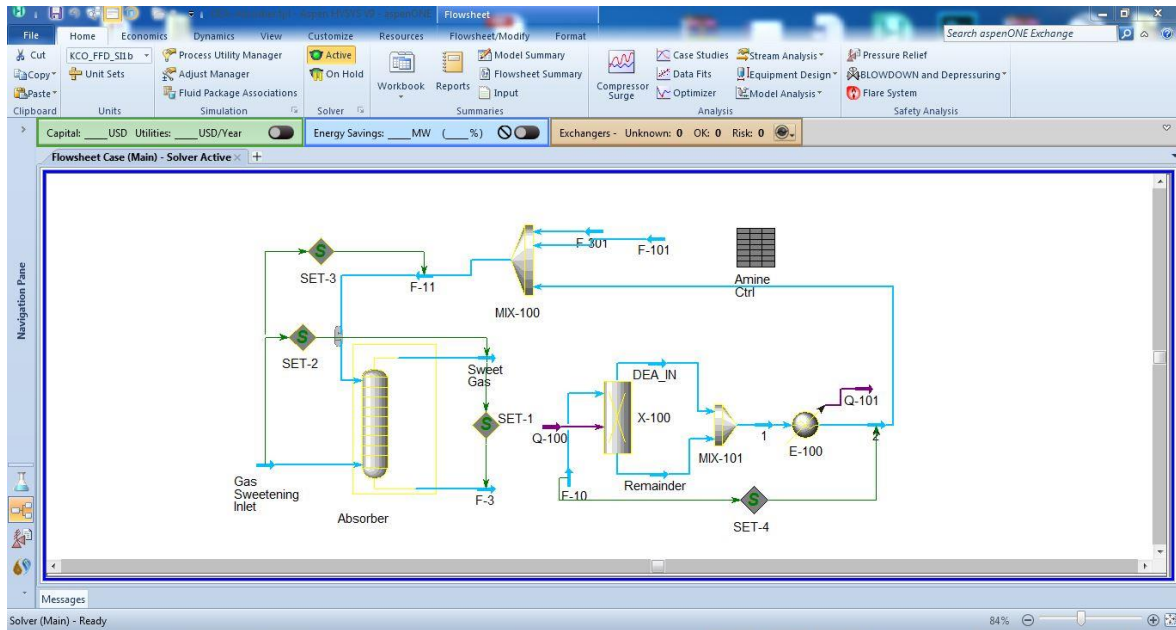 Flowsheet
File Home Economics Dynamics View Customize Resources Flowsheet/Modify Format
Search aspenONE Exchange
Cut
Copy
Paste
Clipboard
KCO_FFD_SI1b
Unit Sets
Units
Process Utility Manager
Adjust Manager
Fluid Package Associations
Simulation
Active
On Hold
Solver
Workbook
Reports
Model Summary
Flowsheet Summary
Input
Summaries
Compressor
Surge
Case Studies
Data Fits
Optimizer
Stream Analysis
Equipment Design
Model Analysis
Analysis
Pressure Relief
BLOWDOWN and Depressuring
Flare System
Safety Analysis
Capital: ____USD Utilities: ____USD/Year
Energy Savings: ____MW (____%)
Exchangers - Unknown: 0 OK: 0 Risk: 0
Flowsheet Case (Main) - Solver Active
Navigation Pane
SET-3
F-11
F-301
F-101
MIX-100
Amine
Ctrl
SET-2
Sweet
Gas
SET-1
Gas
Sweetening
Inlet
F-3
Absorber
DEA_IN
Q-100
X-100
F-10
Remainder
MIX-101
1
E-100
Q-101
2
SET-4
Messages
Solver (Main) - Ready
84%